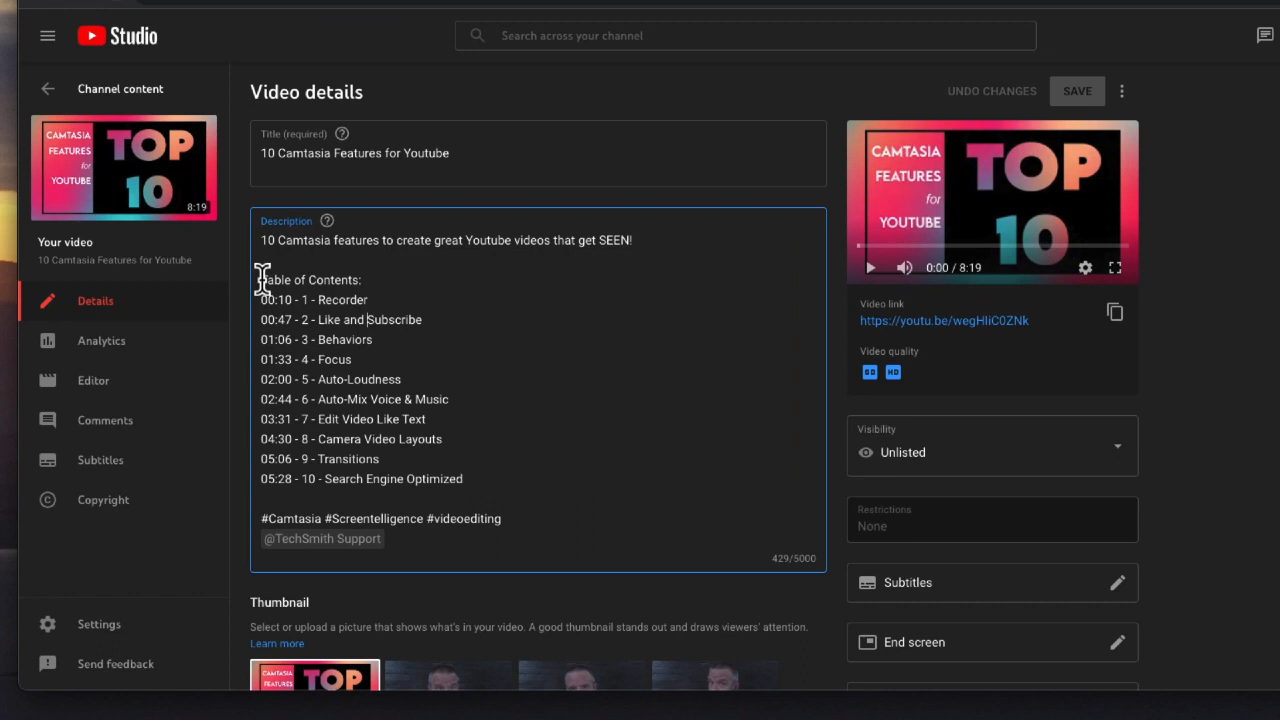 Studio
Search across your channel
Channel content
CAMTASIA
FEATURES
for
YOUTUBE
TOP
10
8:19
Your video
10 Camtasia Features for Youtube
Details
Analytics
Editor
Comments
Subtitles
Copyright
Settings
Send feedback
Video details
UNDO CHANGES
SAVE
Title (required)
10 Camtasia Features for Youtube
Description
10 Camtasia features to create great Youtube videos that get SEEN!
Table of Contents:
00:10 - 1 - Recorder
00:47 - 2 - Like and Subscribe
01:06 - 3 - Behaviors
01:33 - 4 - Focus
02:00 - 5 - Auto-Loudness
02:44 - 6 - Auto-Mix Voice & Music
03:31 - 7 - Edit Video Like Text
04:30 - 8 - Camera Video Layouts
05:06 - 9 - Transitions
05:28 - 10 - Search Engine Optimized
#Camtasia #Screentelligence #videoediting
@TechSmith Support
429/5000
Thumbnail
Select or upload a picture that shows what's in your video. A good thumbnail stands out and draws viewers' attention.
Learn more
CAMTASIA
FEATURES
TOP
CAMTASIA
FEATURES
for
YOUTUBE
TOP
10
0:00 / 8:19
Video link
https://youtu.be/wegHIiC0ZNk
Video quality
SD HD
Visibility
Unlisted
Restrictions
None
Subtitles
End screen